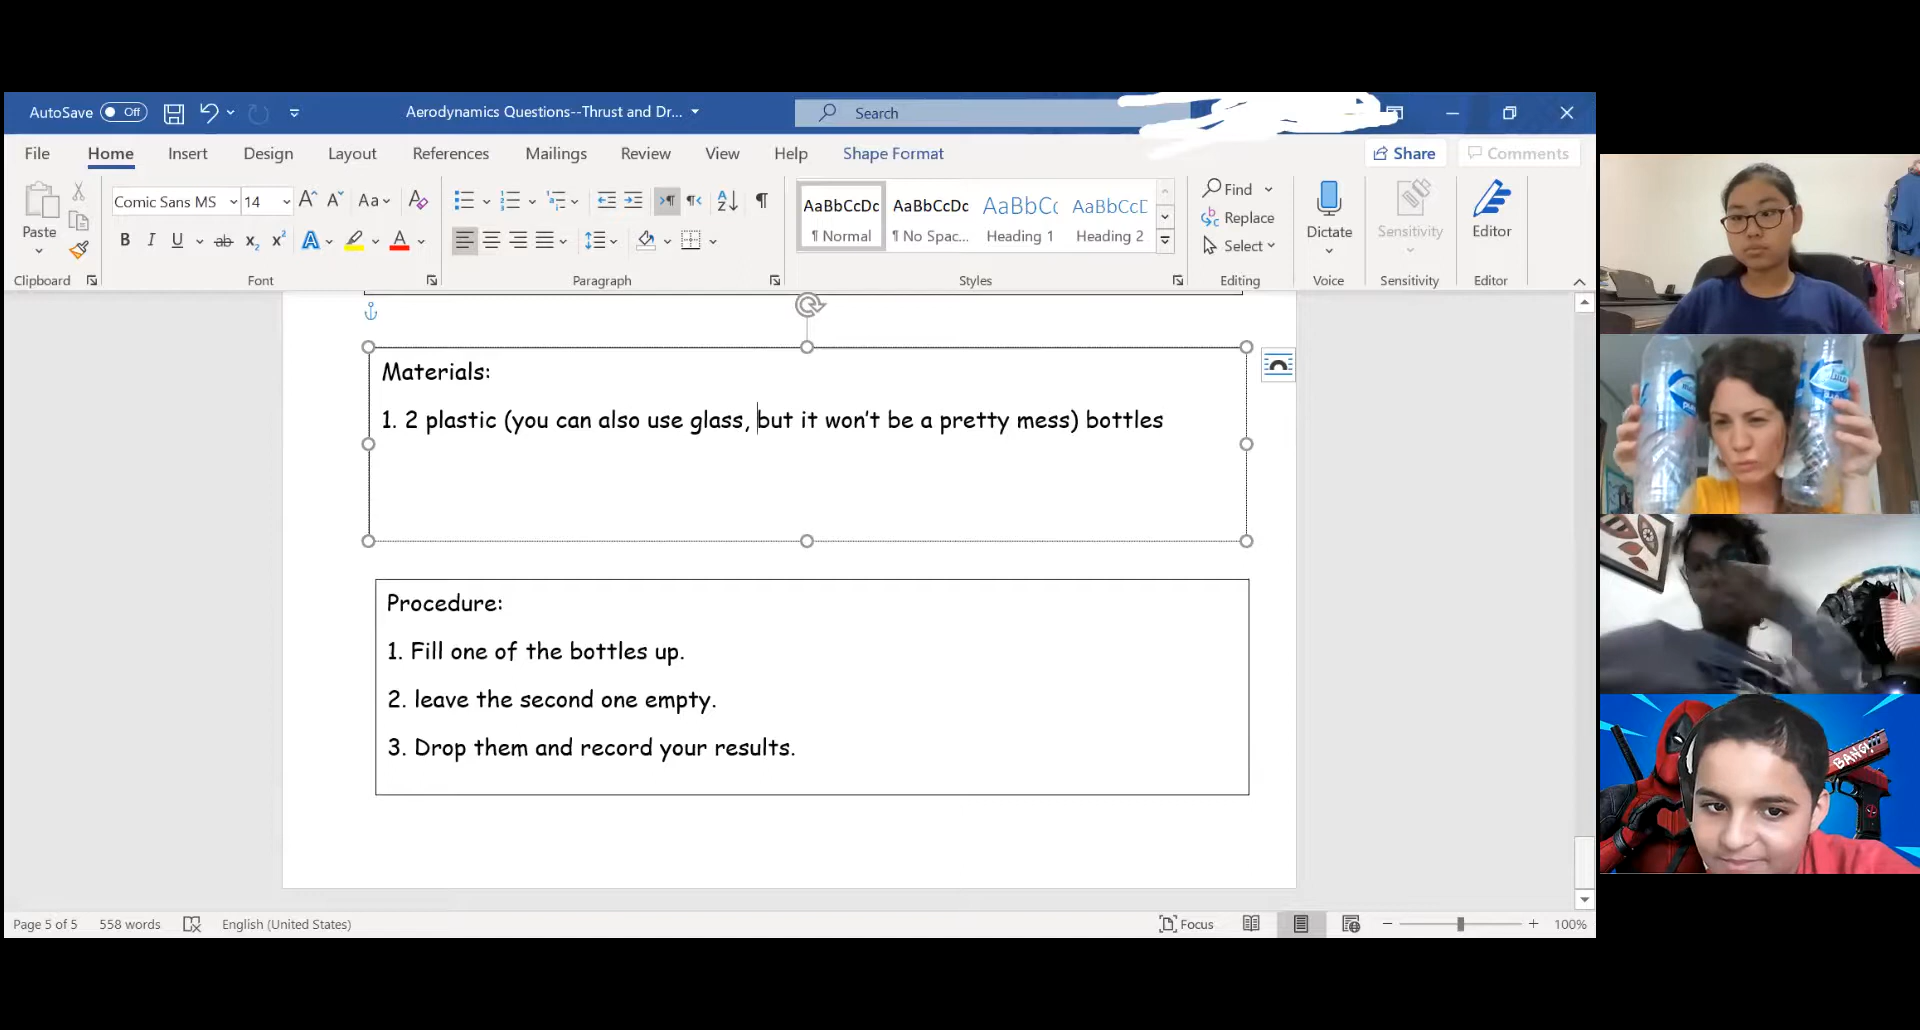 AutoSave Off Aerodynamics Questions--Thrust and Dr... Search
File Home Insert Design Layout References Mailings Review View Help Shape Format Share Comments
Paste
Comic Sans MS 14
AaBbCcDc AaBbCcDc AaBbCc AaBbCcE
¶ Normal ¶ No Spac... Heading 1 Heading 2
Find
Replace
Select
Dictate Sensitivity Editor
Clipboard Font Paragraph Styles Editing Voice Sensitivity Editor
Materials:
1. 2 plastic (you can also use glass, but it won't be a pretty mess) bottles
Procedure:
1. Fill one of the bottles up.
2. leave the second one empty.
3. Drop them and record your results.
Page 5 of 5 558 words English (United States) Focus 100%
BANG!